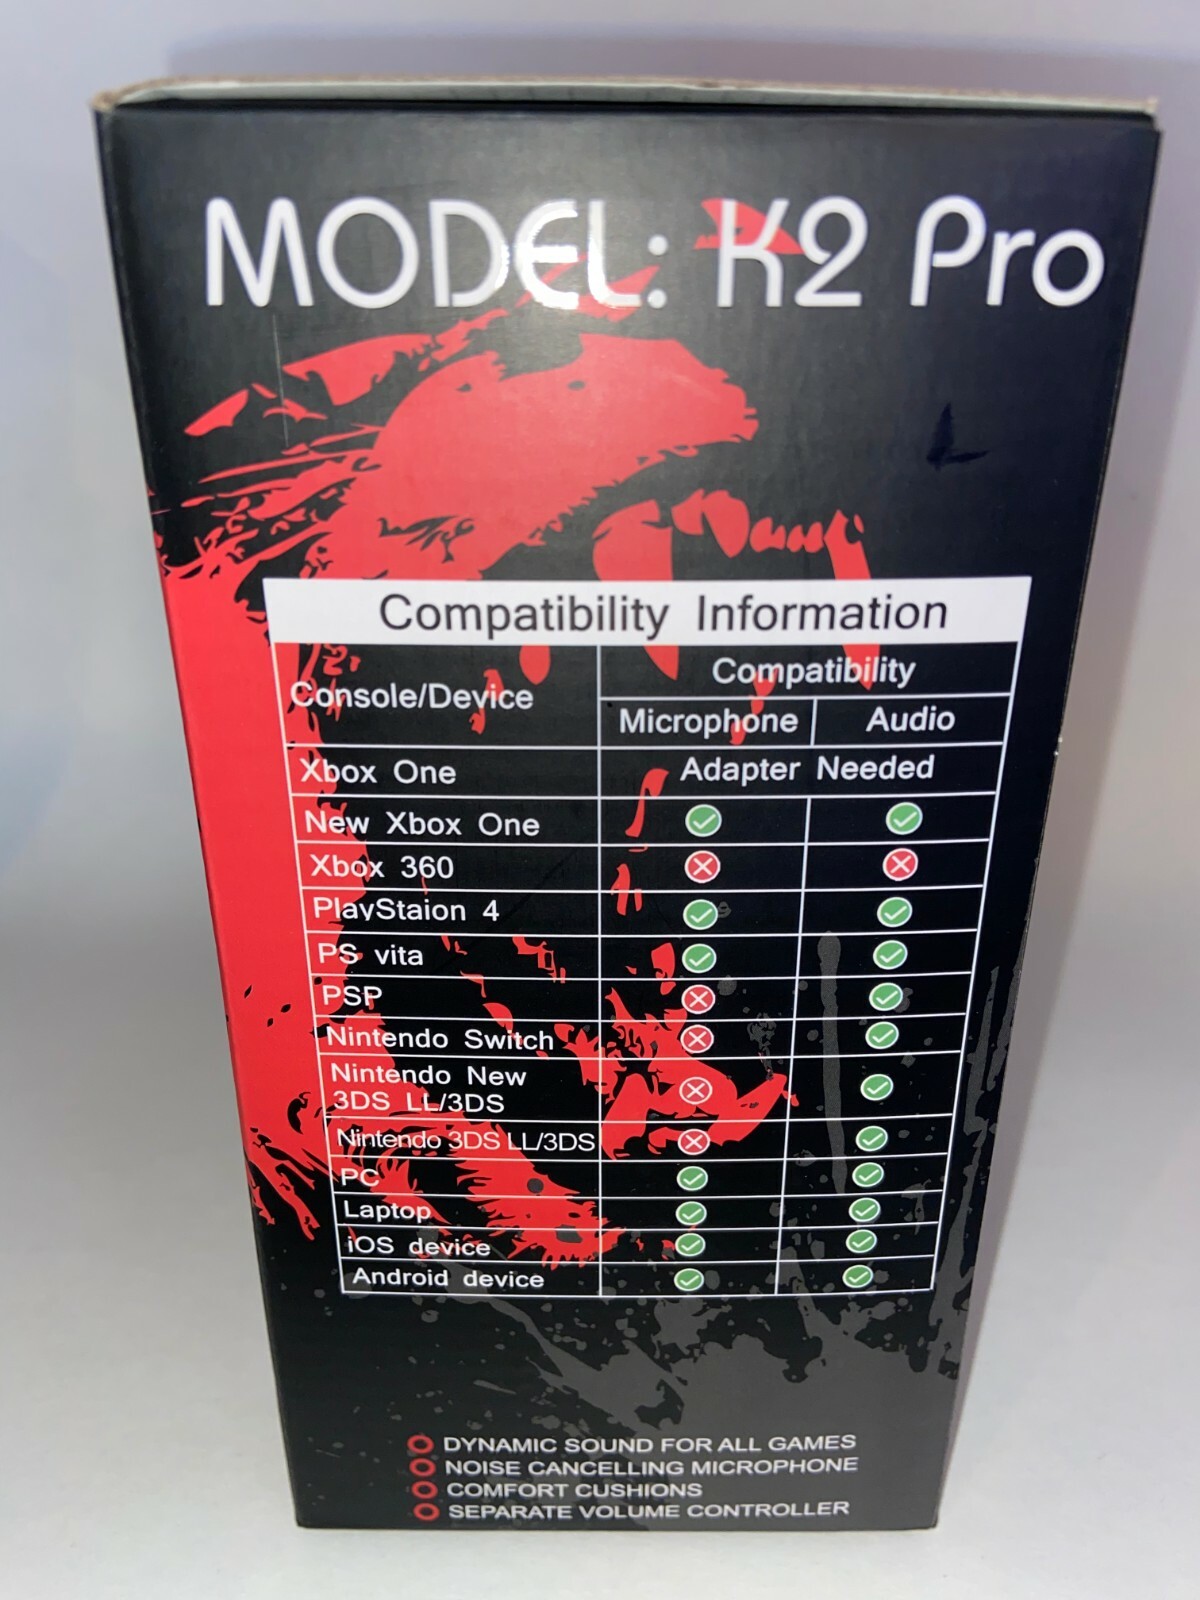 MODEL: K2 Pro
Compatibility Information
Console/Device
Compatibility
Microphone Audio
Xbox One Adapter Needed
New Xbox One
Xbox 360
PlayStaion 4
PS vita
PSP
Nintendo Switch
Nintendo New
3DS LL/3DS
Nintendo 3DS LL/3DS
PC
Laptop
iOS device
Android device
DYNAMIC SOUND FOR ALL GAMES
NOISE CANCELLING MICROPHONE
COMFORT CUSHIONS
SEPARATE VOLUME CONTROLLER